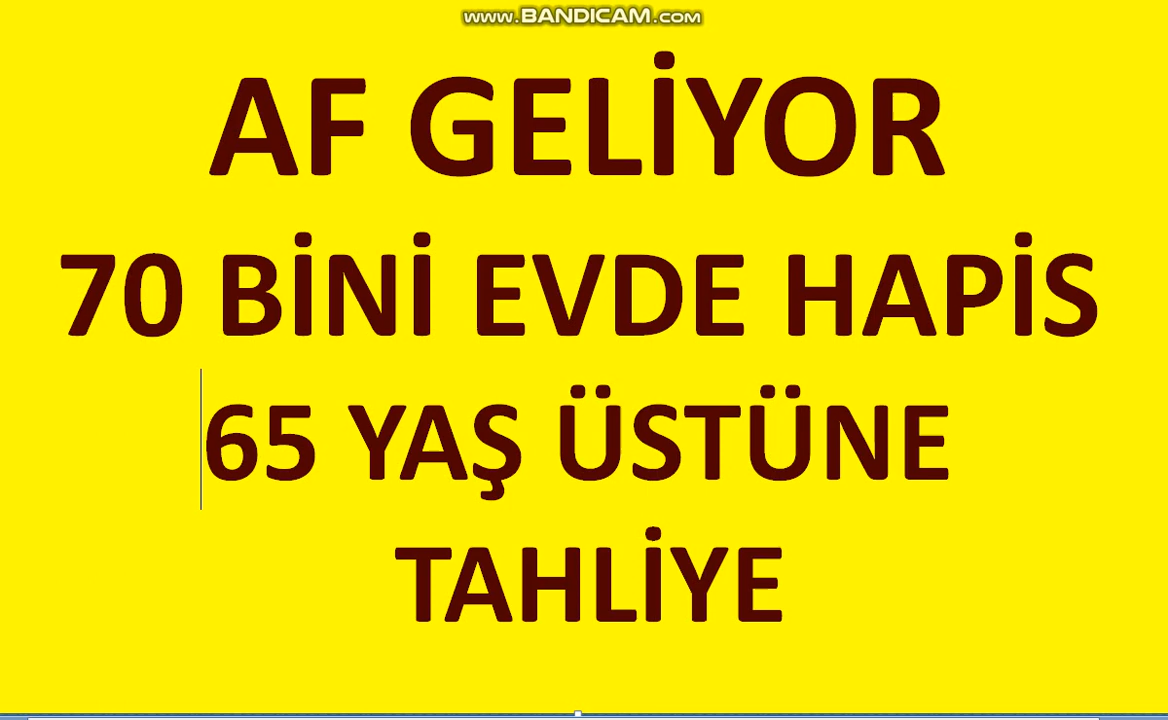 www.BANDICAM.com
AF GELİYOR
70 BİNİ EVDE HAPİS
65 YAŞ ÜSTÜNE
TAHLİYE